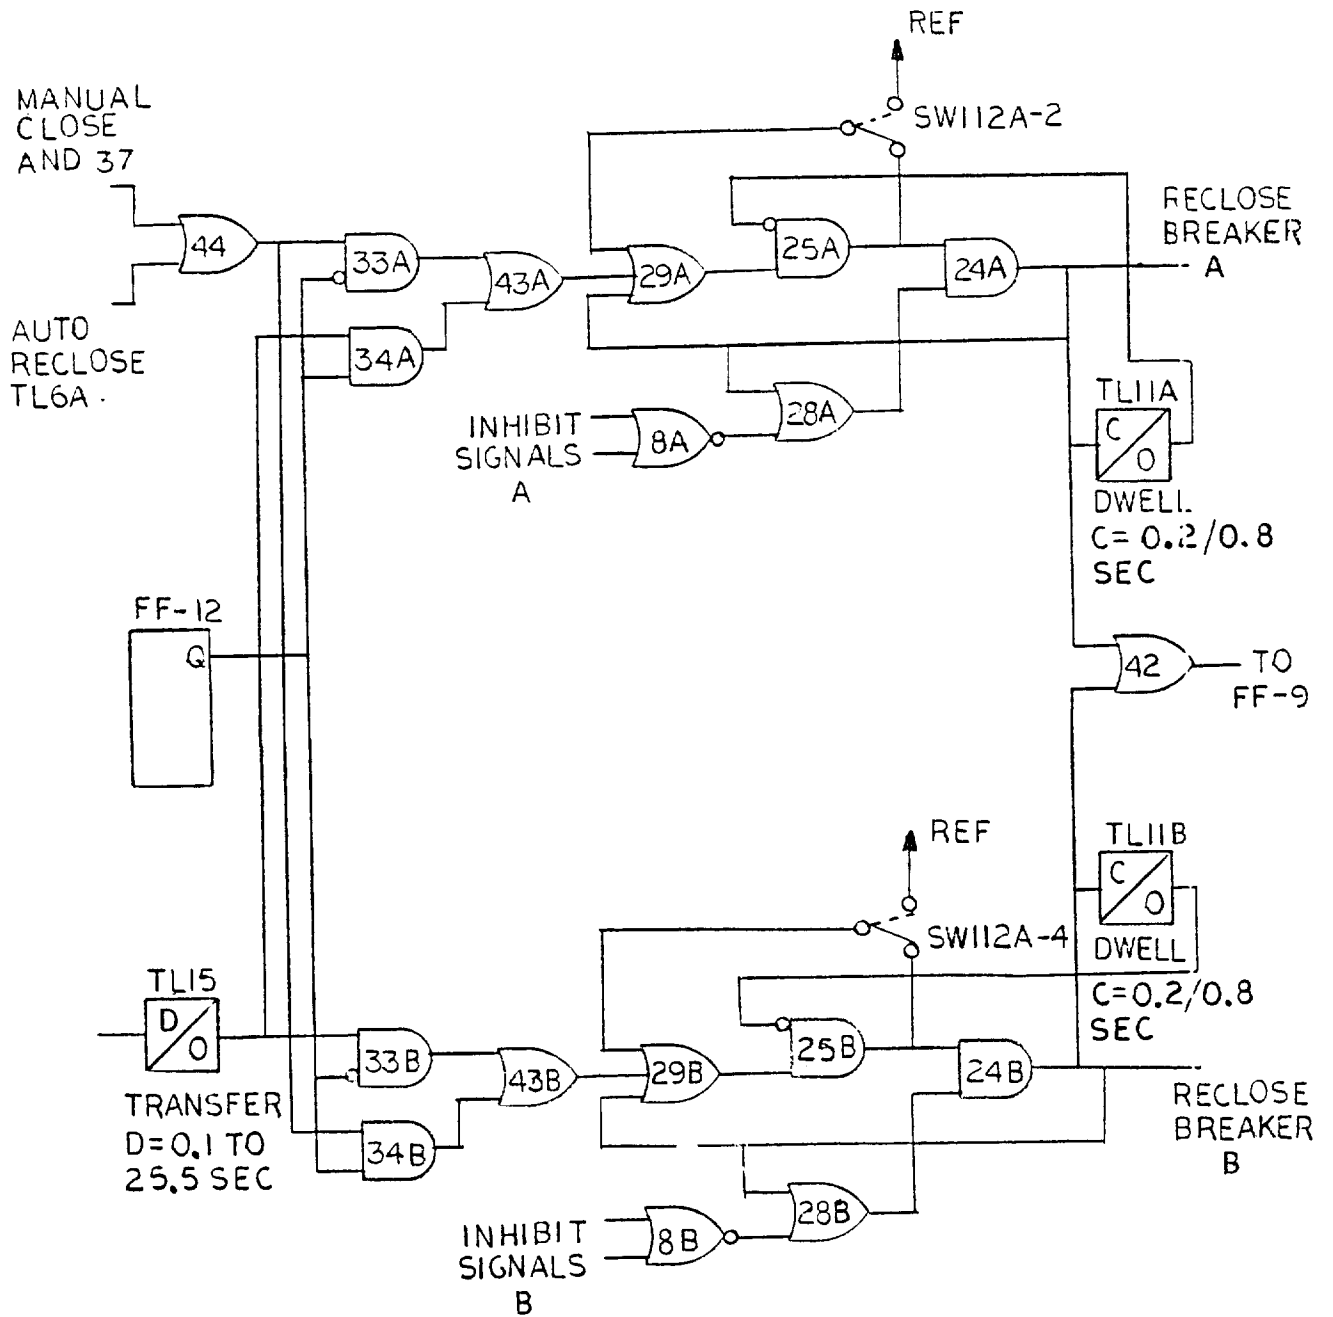 REF
MANUAL
CLOSE
AND 37
SW112A-2
44
33A
43A
29A
25A
24A
RECLOSE
BREAKER
A
AUTO
RECLOSE
TL6A
34A
28A
INHIBIT
SIGNALS
A
8A
TL11A
C
O
DWELL
C= 0.2/0.8
SEC
FF-12
Q
42
TO
FF-9
REF
SW112A-4
TL11B
C
O
DWELL
C=0.2/0.8
SEC
TL15
D
O
TRANSFER
D=0.1 TO
25.5 SEC
33B
43B
29B
25B
24B
34B
28B
INHIBIT
SIGNALS
B
8B
RECLOSE
BREAKER
B